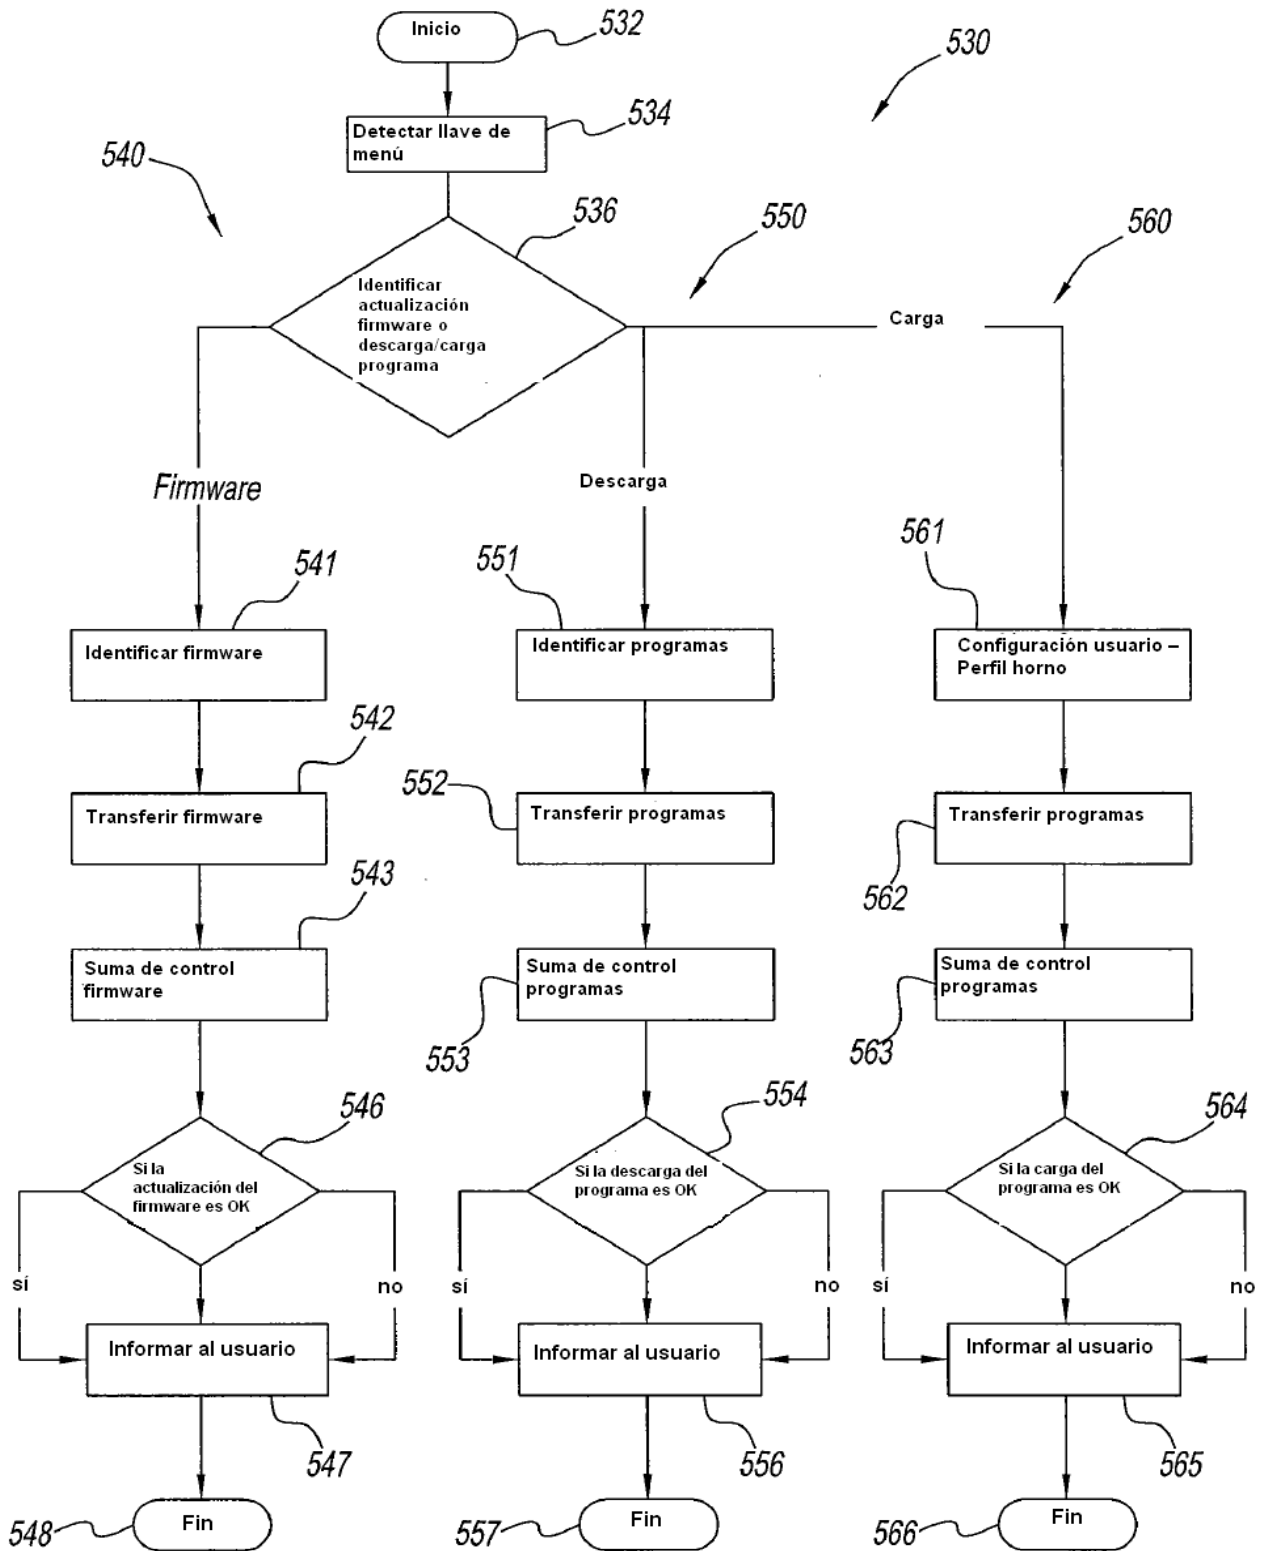 Inicio
532
530
Detectar llave de
menú
534
540
536
550
560
Identificar
actualización
firmware o
descarga/carga
programa
Carga
Firmware
Descarga
541
551
561
Identificar firmware
Identificar programas
Configuración usuario –
Perfil horno
542
552
Transferir firmware
Transferir programas
Transferir programas
562
543
Suma de control
firmware
Suma de control
programas
Suma de control
programas
553
563
546
554
564
Si la
actualización del
firmware es OK
Si la descarga del
programa es OK
Si la carga del
programa es OK
sí
no
sí
no
sí
no
Informar al usuario
Informar al usuario
Informar al usuario
547
556
565
548
Fin
557
Fin
566
Fin